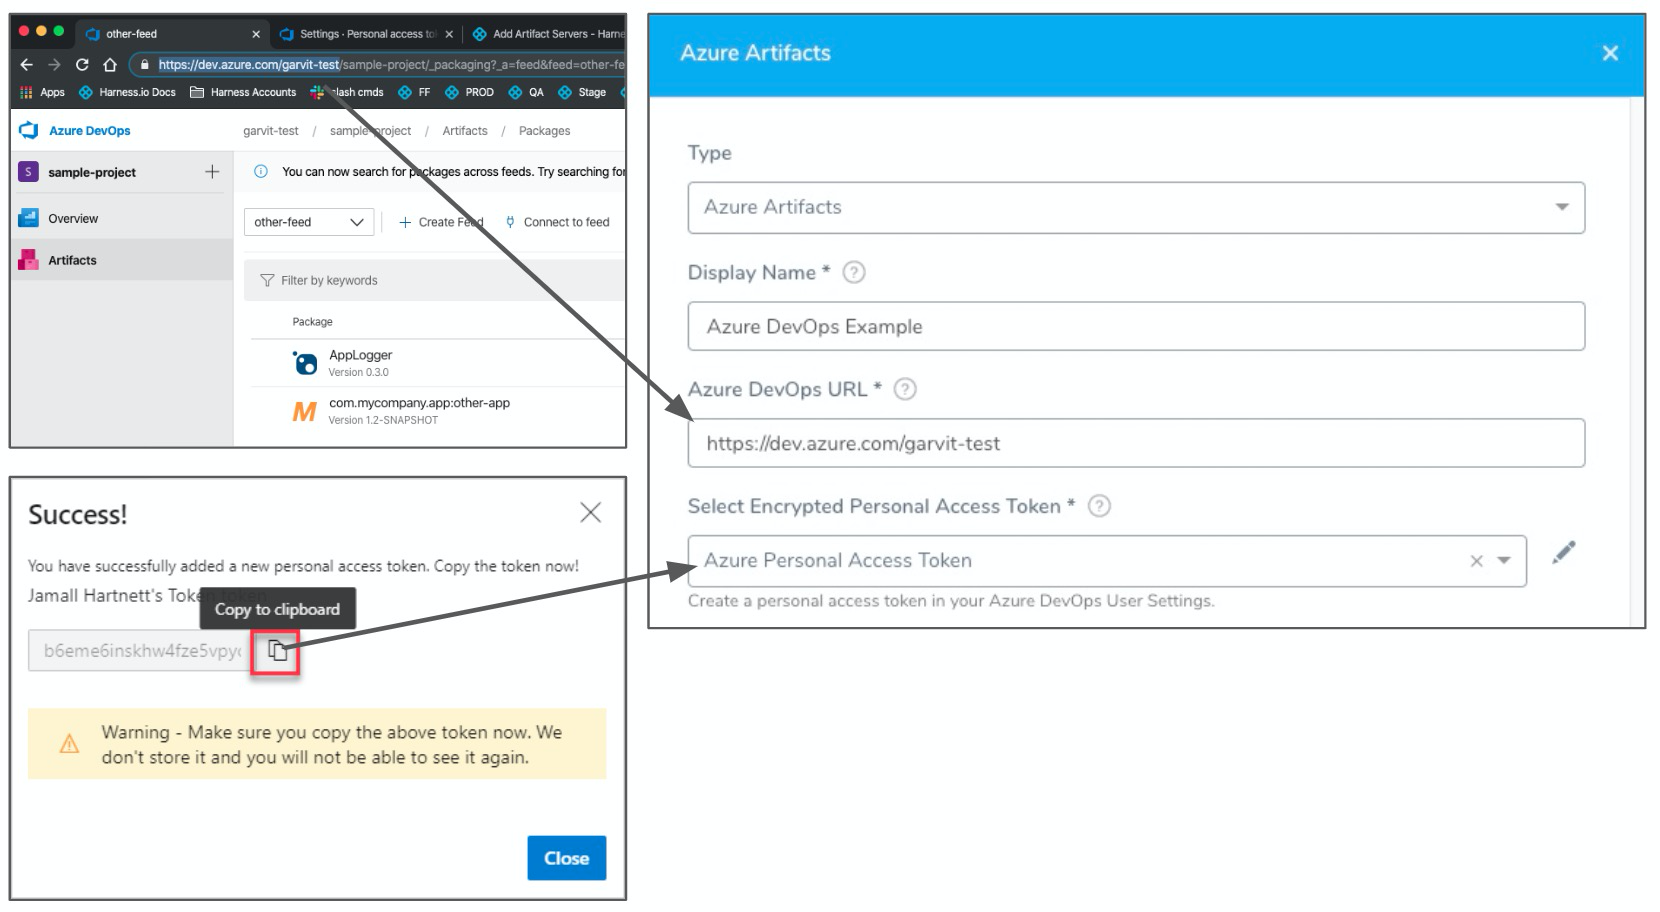 other-feed
Settings · Personal access to
Add Artifact Servers - Harne
https://dev.azure.com/garvit-test/sample-project/_packaging?_a=feed&feed=other-fe
Apps Harness.io Docs Harness Accounts slash cmds FF PROD QA Stage
Azure DevOps
garvit-test / sample-project / Artifacts / Packages
S sample-project
You can now search for packages across feeds. Try searching for
Overview
other-feed Create Feed Connect to feed
Artifacts
Filter by keywords
Package
AppLogger
Version 0.3.0
com.mycompany.app:other-app
Version 1.2-SNAPSHOT
Success!
You have successfully added a new personal access token. Copy the token now!
Jamall Hartnett's Token token
Copy to clipboard
b6eme6inskhw4fze5vpy
Warning - Make sure you copy the above token now. We
don't store it and you will not be able to see it again.
Close
Azure Artifacts
Type
Azure Artifacts
Display Name * ?
Azure DevOps Example
Azure DevOps URL * ?
https://dev.azure.com/garvit-test
Select Encrypted Personal Access Token * ?
Azure Personal Access Token
Create a personal access token in your Azure DevOps User Settings.